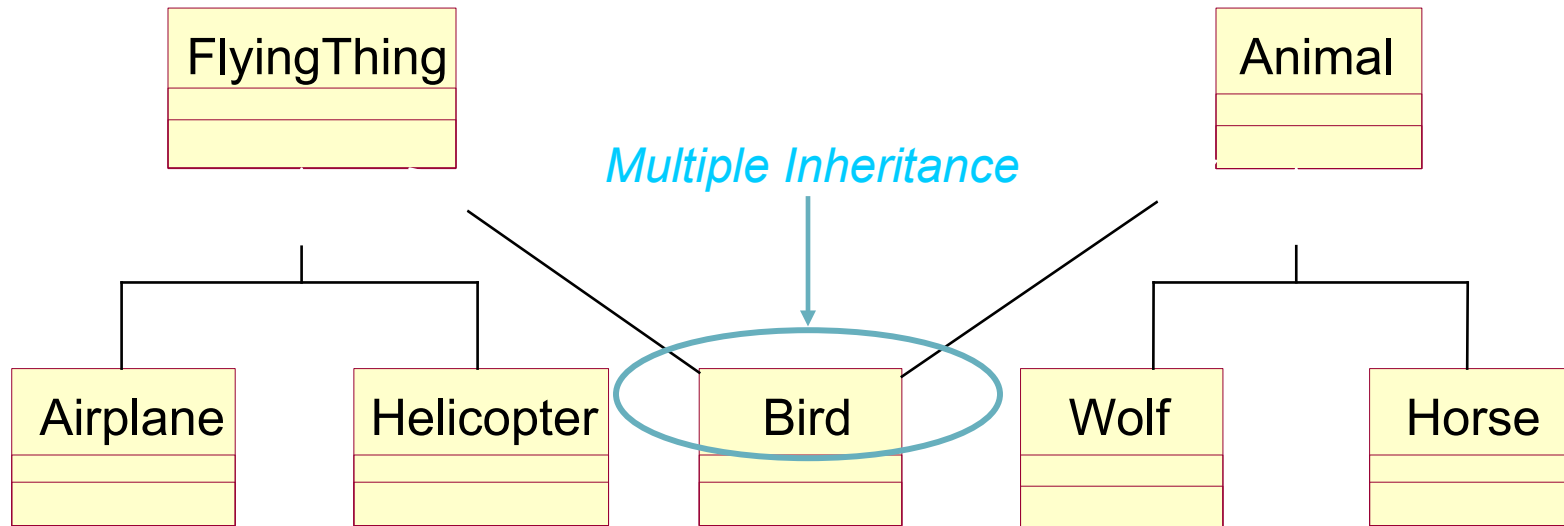 FlyingThing
Animal
Multiple Inheritance
Airplane
Helicopter
Bird
Wolf
Horse